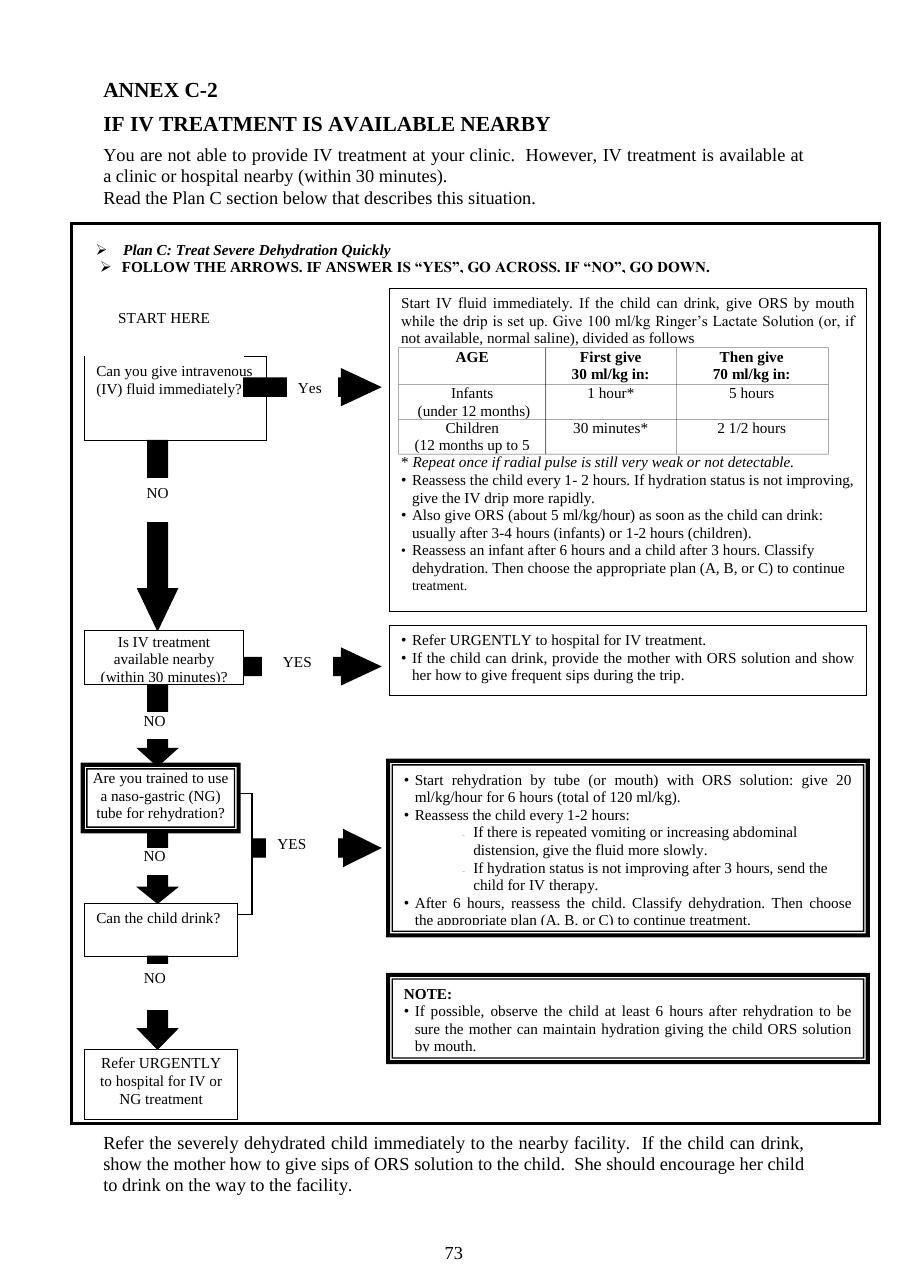 ANNEX C-2
IF IV TREATMENT IS AVAILABLE NEARBY
You are not able to provide IV treatment at your clinic. However, IV treatment is available at
a clinic or hospital nearby (within 30 minutes).
Read the Plan C section below that describes this situation.
➢ Plan C: Treat Severe Dehydration Quickly
➢ FOLLOW THE ARROWS. IF ANSWER IS “YES”, GO ACROSS. IF “NO”, GO DOWN.
START HERE
Can you give intravenous
(IV) fluid immediately?
Yes
Start IV fluid immediately. If the child can drink, give ORS by mouth
while the drip is set up. Give 100 ml/kg Ringer’s Lactate Solution (or, if
not available, normal saline), divided as follows
AGE
First give
30 ml/kg in:
Then give
70 ml/kg in:
Infants
(under 12 months)
1 hour*
5 hours
Children
(12 months up to 5
30 minutes*
2 1/2 hours
* Repeat once if radial pulse is still very weak or not detectable.
• Reassess the child every 1- 2 hours. If hydration status is not improving,
give the IV drip more rapidly.
• Also give ORS (about 5 ml/kg/hour) as soon as the child can drink:
usually after 3-4 hours (infants) or 1-2 hours (children).
• Reassess an infant after 6 hours and a child after 3 hours. Classify
dehydration. Then choose the appropriate plan (A, B, or C) to continue
treatment.
NO
Is IV treatment
available nearby
(within 30 minutes)?
YES
• Refer URGENTLY to hospital for IV treatment.
• If the child can drink, provide the mother with ORS solution and show
her how to give frequent sips during the trip.
NO
Are you trained to use
a naso-gastric (NG)
tube for rehydration?
YES
• Start rehydration by tube (or mouth) with ORS solution: give 20
ml/kg/hour for 6 hours (total of 120 ml/kg).
• Reassess the child every 1-2 hours:
- If there is repeated vomiting or increasing abdominal
distension, give the fluid more slowly.
- If hydration status is not improving after 3 hours, send the
child for IV therapy.
• After 6 hours, reassess the child. Classify dehydration. Then choose
the appropriate plan (A, B, or C) to continue treatment.
NO
Can the child drink?
NO
NOTE:
• If possible, observe the child at least 6 hours after rehydration to be
sure the mother can maintain hydration giving the child ORS solution
by mouth.
Refer URGENTLY
to hospital for IV or
NG treatment
Refer the severely dehydrated child immediately to the nearby facility. If the child can drink,
show the mother how to give sips of ORS solution to the child. She should encourage her child
to drink on the way to the facility.
73